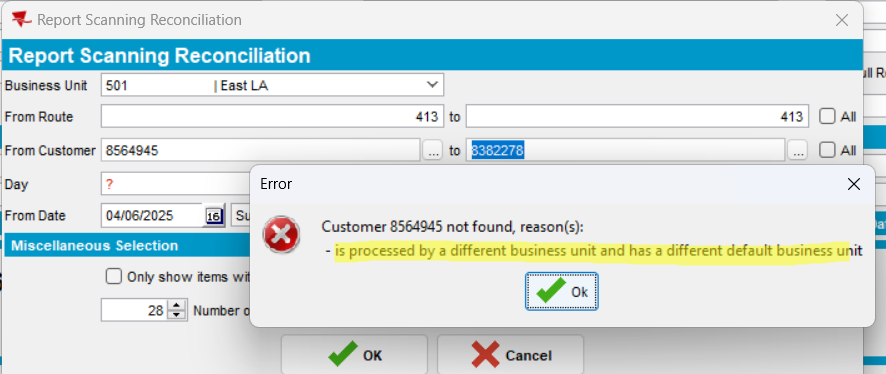 Report Scanning Reconciliation
Report Scanning Reconciliation
Business Unit 501 | East LA
ull R
From Route 413 to 413 All
From Customer 8564945 ... to 8382278 ... All
Day ?
Error
From Date 04/06/2025 16 Su
Customer 8564945 not found, reason(s):
- is processed by a different business unit and has a different default business unit
Miscellaneous Selection
Only show items wit
Ok
28 Number o
OK Cancel